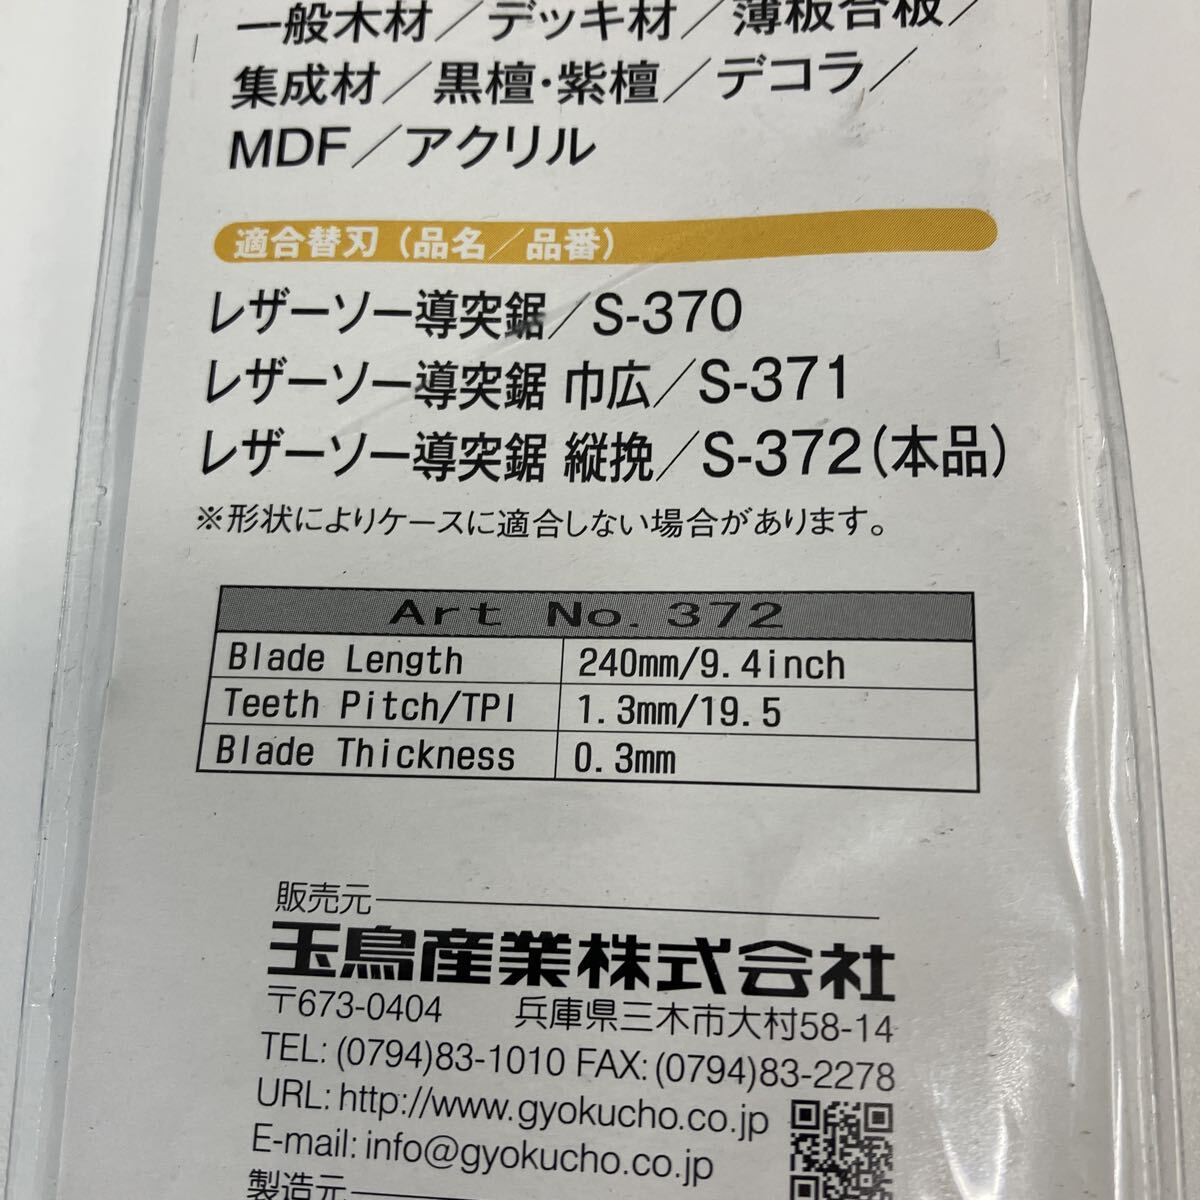 一般木材／デッキ材／薄板合板／
集成材／黒檀・紫檀／デコラ／
MDF／アクリル
適合替刃（品名／品番）
レザーソー導突鋸／S-370
レザーソー導突鋸 巾広／S-371
レザーソー導突鋸 縦挽／S-372（本品）
※形状によりケースに適合しない場合があります。
Art No. 372
Blade Length 240mm/9.4inch
Teeth Pitch/TPI 1.3mm/19.5
Blade Thickness 0.3mm
販売元
玉鳥産業株式会社
〒673-0404 兵庫県三木市大村58-14
TEL: (0794)83-1010 FAX: (0794)83-2278
URL: http://www.gyokucho.co.jp
E-mail: info@gyokucho.co.jp
製造元